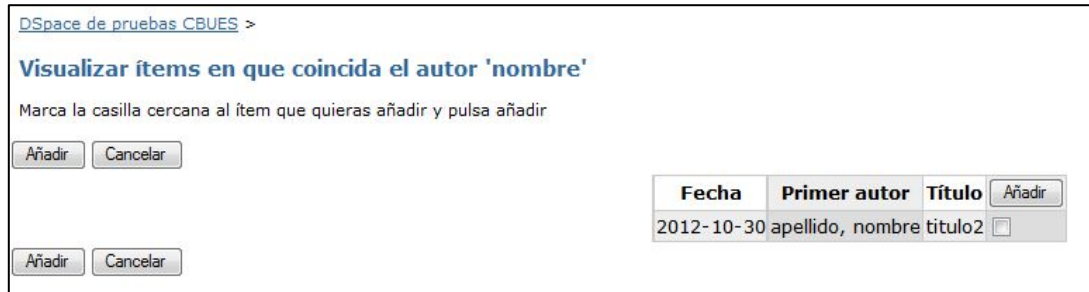 DSpace de pruebas CBUES >
Visualizar ítems en que coincida el autor 'nombre'
Marca la casilla cercana al ítem que quieras añadir y pulsa añadir
Añadir Cancelar
Fecha Primer autor Título Añadir
2012-10-30 apellido, nombre titulo2
Añadir Cancelar